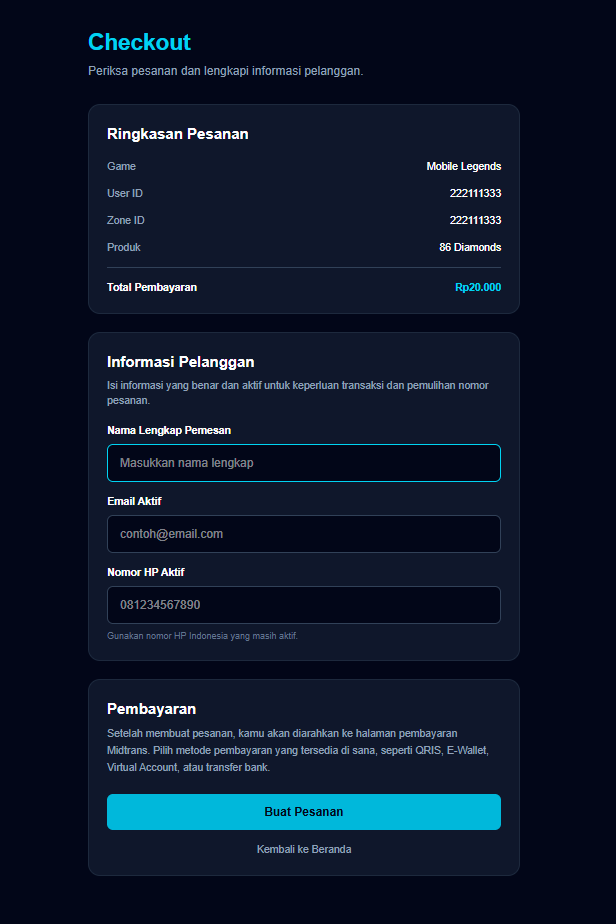 Checkout
Periksa pesanan dan lengkapi informasi pelanggan.
Ringkasan Pesanan
Game Mobile Legends
User ID 222111333
Zone ID 222111333
Produk 86 Diamonds
Total Pembayaran Rp20.000
Informasi Pelanggan
Isi informasi yang benar dan aktif untuk keperluan transaksi dan pemulihan nomor
pesanan.
Nama Lengkap Pemesan
Masukkan nama lengkap
Email Aktif
contoh@email.com
Nomor HP Aktif
081234567890
Gunakan nomor HP Indonesia yang masih aktif.
Pembayaran
Setelah membuat pesanan, kamu akan diarahkan ke halaman pembayaran
Midtrans. Pilih metode pembayaran yang tersedia di sana, seperti QRIS, E-Wallet,
Virtual Account, atau transfer bank.
Buat Pesanan
Kembali ke Beranda